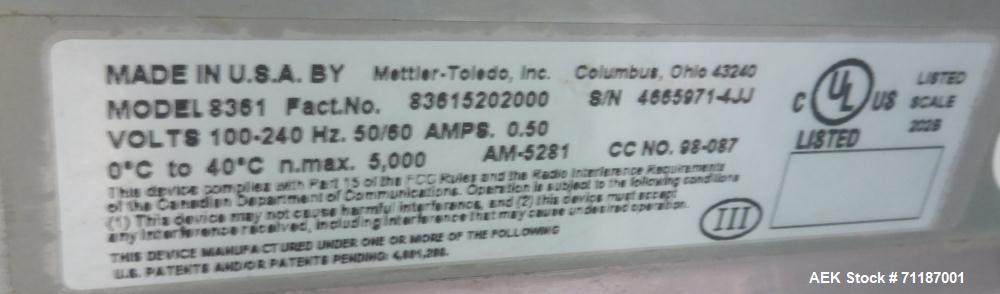 MADE IN U.S.A. BY Mettler-Toledo, Inc. Columbus, Ohio 43240
MODEL 8361 Fact.No. 83615202000 S/N 4665971-4JJ
VOLTS 100-240 Hz. 50/60 AMPS. 0.50
0°C to 40°C n.max. 5,000 AM-5281 CC NO. 98-087
This device complies with Part 15 of the FCC Rules and the Radio Interference Requirements
of the Canadian Department of Communications. Operation is subject to the following conditions
(1) This device may not cause harmful interference, and (2) this device must accept
any interference received, including interference that may cause undesired operation.
THIS DEVICE MANUFACTURED UNDER ONE OR MORE OF THE FOLLOWING
U.S. PATENTS AND/OR PATENTS PENDING:
III
C UL US
LISTED
LISTED
SCALE
AEK Stock # 71187001